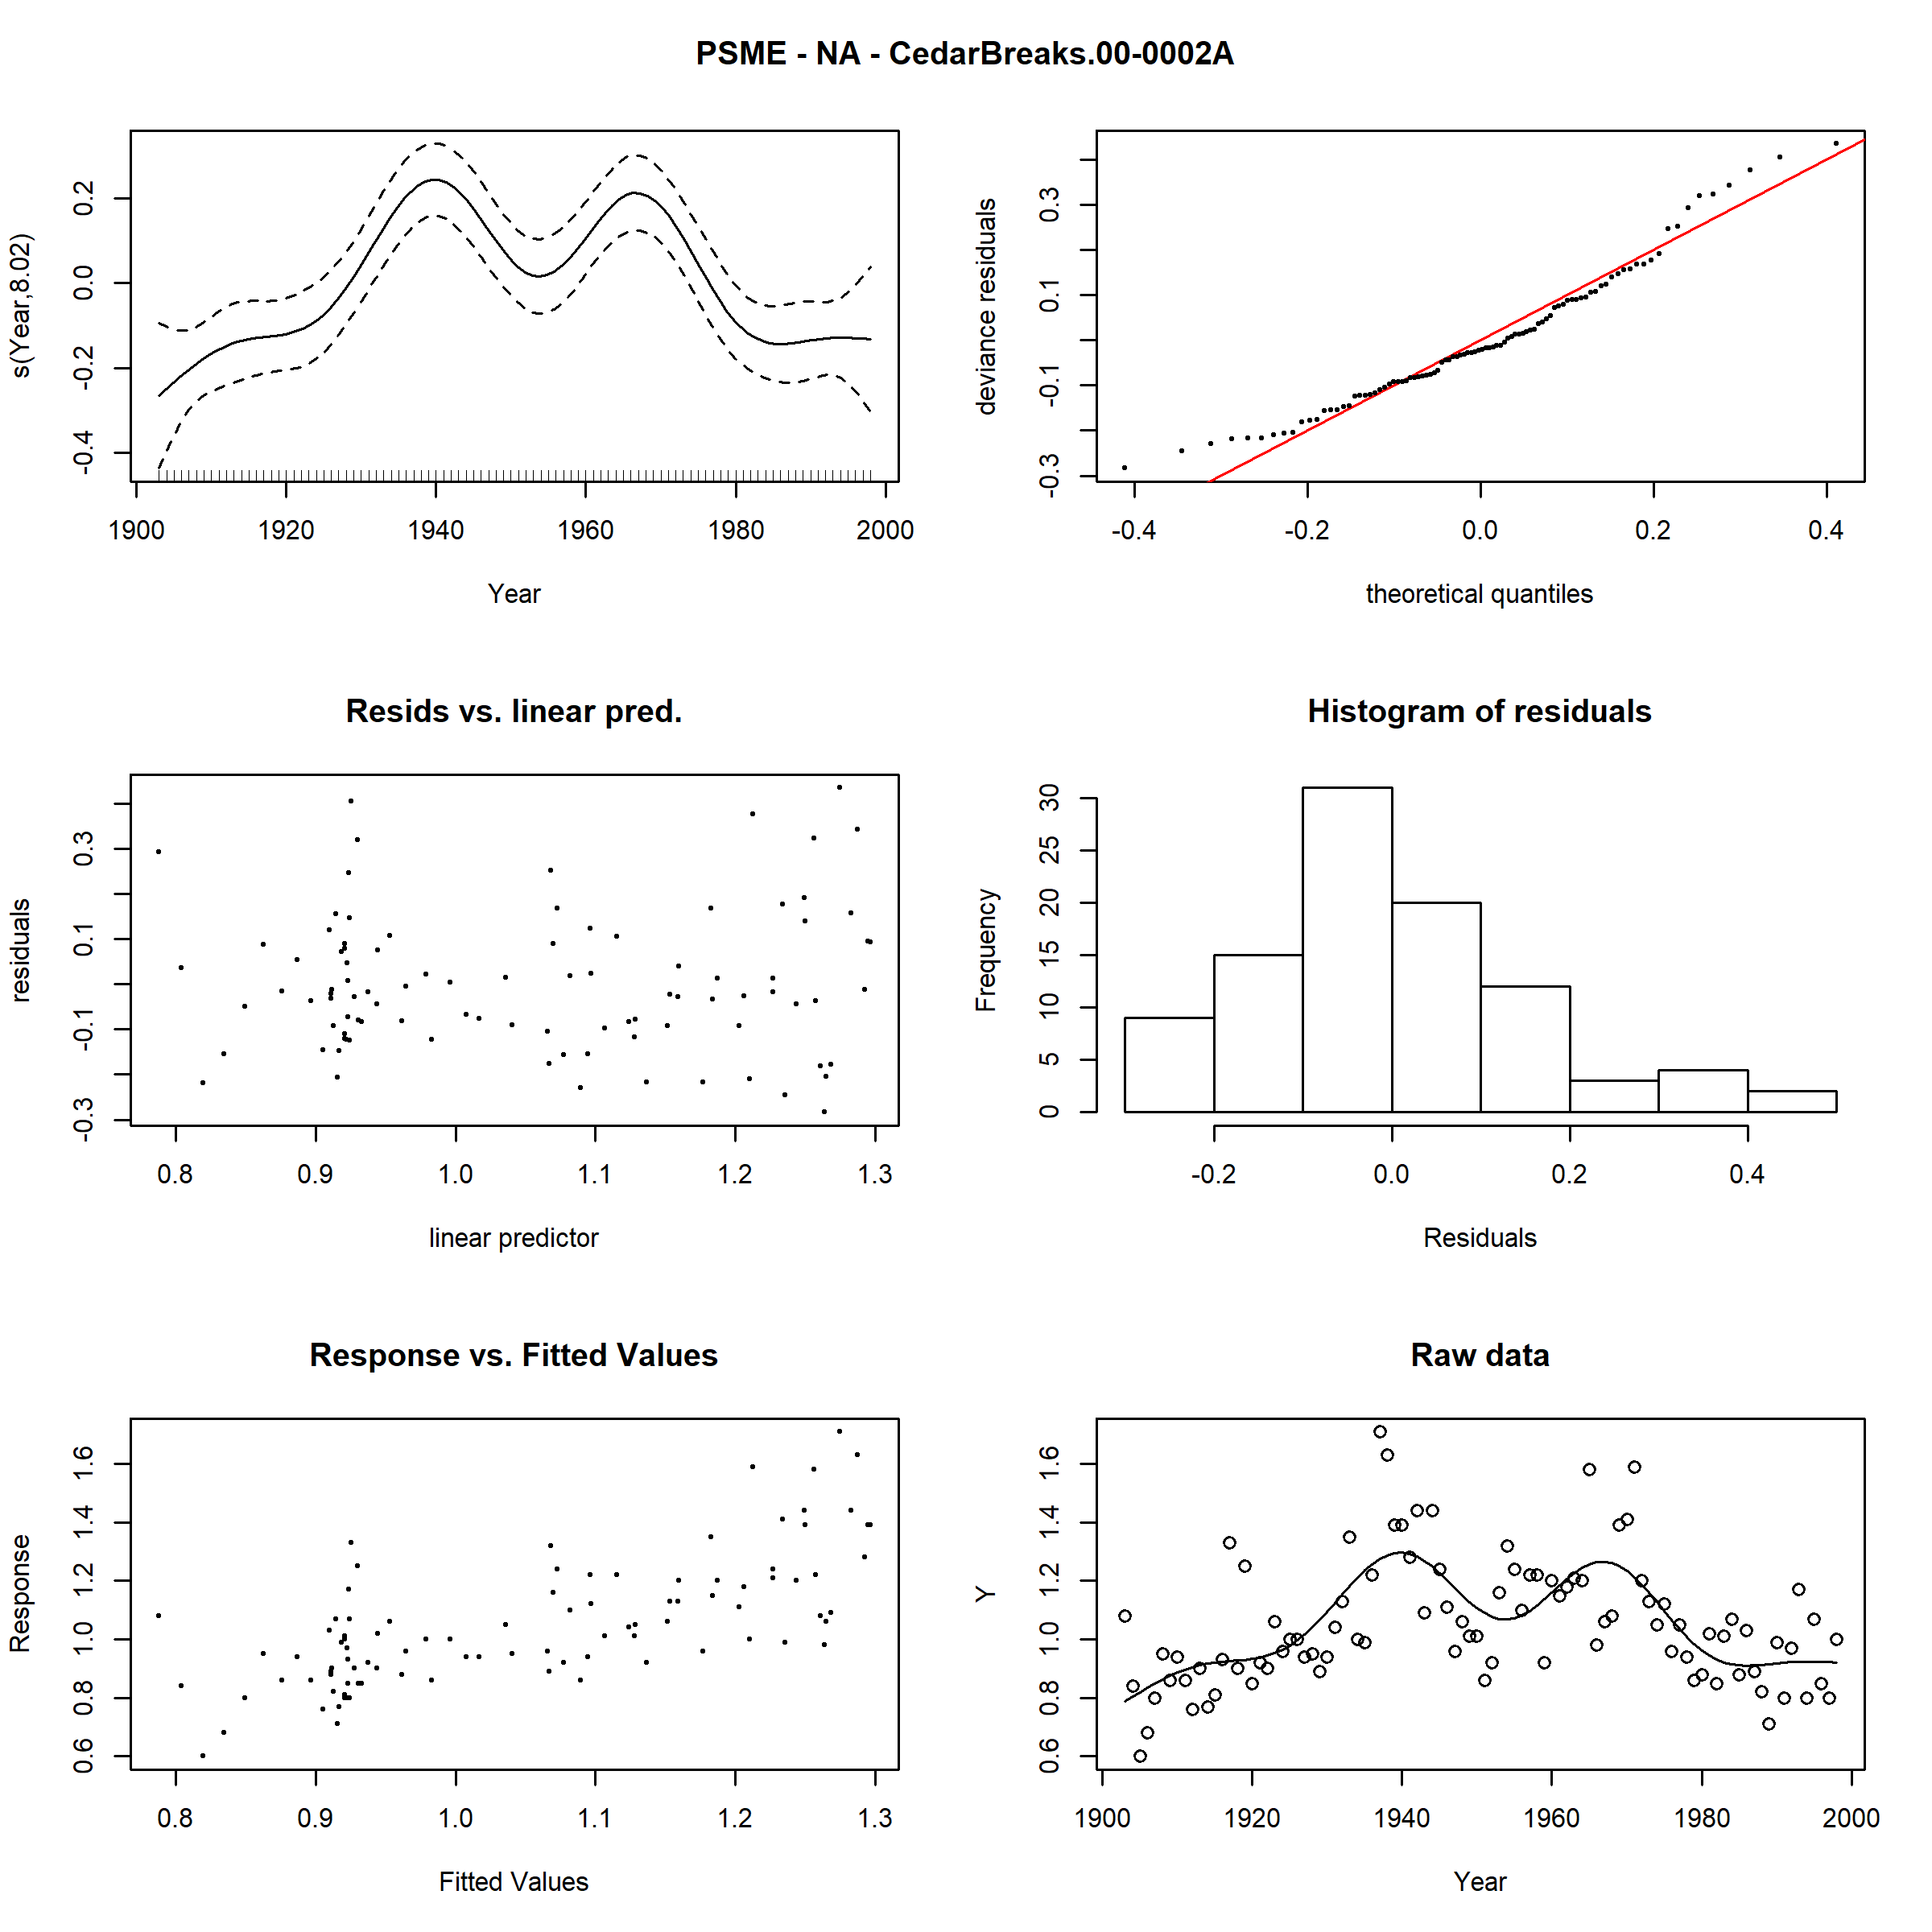 PSME - NA - CedarBreaks.00-0002A
s(Year,8.02)
-0.4 -0.2 0.0 0.2
1900 1920 1940 1960 1980 2000
Year
deviance residuals
-0.3 -0.1 0.1 0.3
-0.4 -0.2 0.0 0.2 0.4
theoretical quantiles
Resids vs. linear pred.
residuals
-0.3 -0.1 0.1 0.3
0.8 0.9 1.0 1.1 1.2 1.3
linear predictor
Histogram of residuals
Frequency
0 5 10 15 20 25 30
-0.2 0.0 0.2 0.4
Residuals
Response vs. Fitted Values
Response
0.6 0.8 1.0 1.2 1.4 1.6
0.8 0.9 1.0 1.1 1.2 1.3
Fitted Values
Raw data
Y
0.6 0.8 1.0 1.2 1.4 1.6
1900 1920 1940 1960 1980 2000
Year